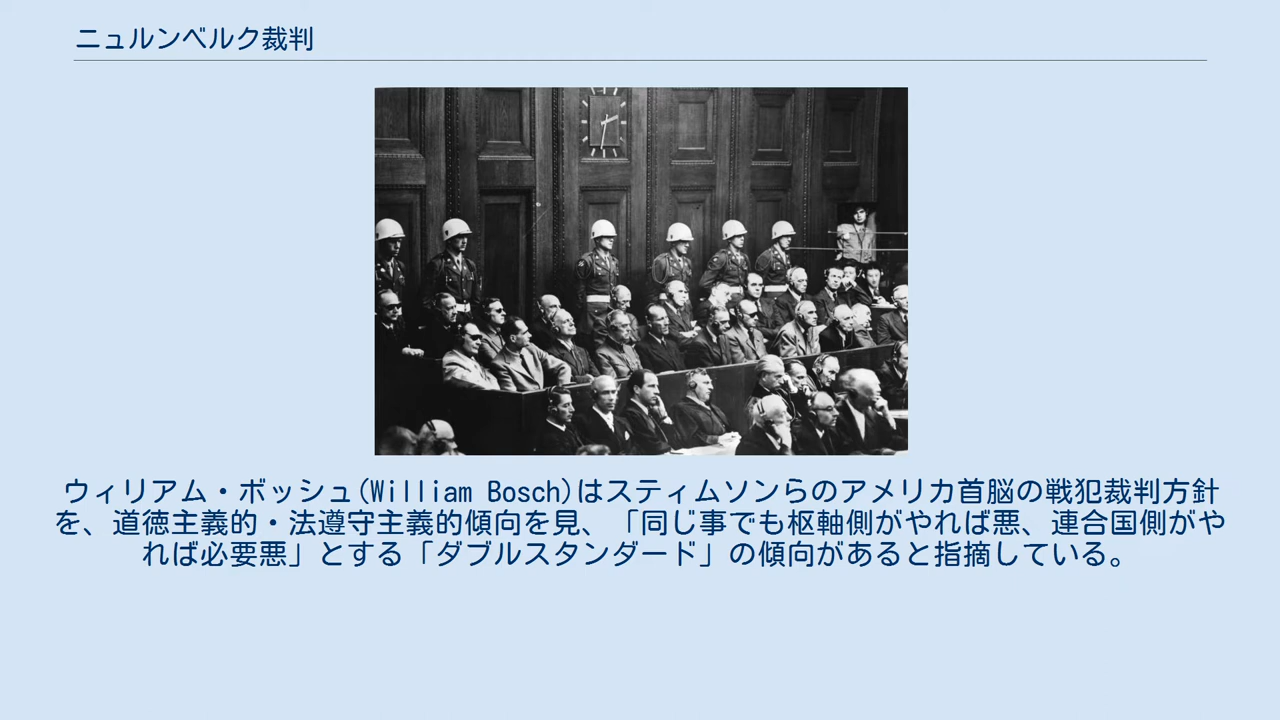 ニュルンベルク裁判
ウィリアム・ボッシュ(William Bosch)はスティムソンらのアメリカ首脳の戦犯裁判方針
を、道徳主義的・法遵守主義的傾向を見、「同じ事でも枢軸側がやれば悪、連合国側がや
れば必要悪」とする「ダブルスタンダード」の傾向があると指摘している。